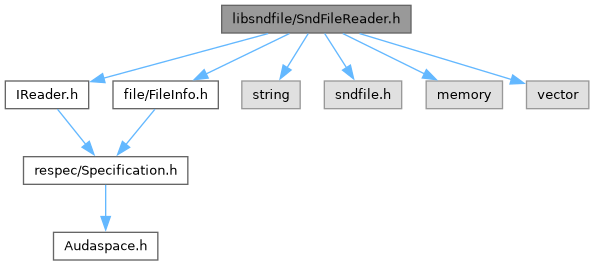 libsndfile/SndFileReader.h
IReader.h
file/FileInfo.h
string
sndfile.h
memory
vector
respec/Specification.h
Audaspace.h